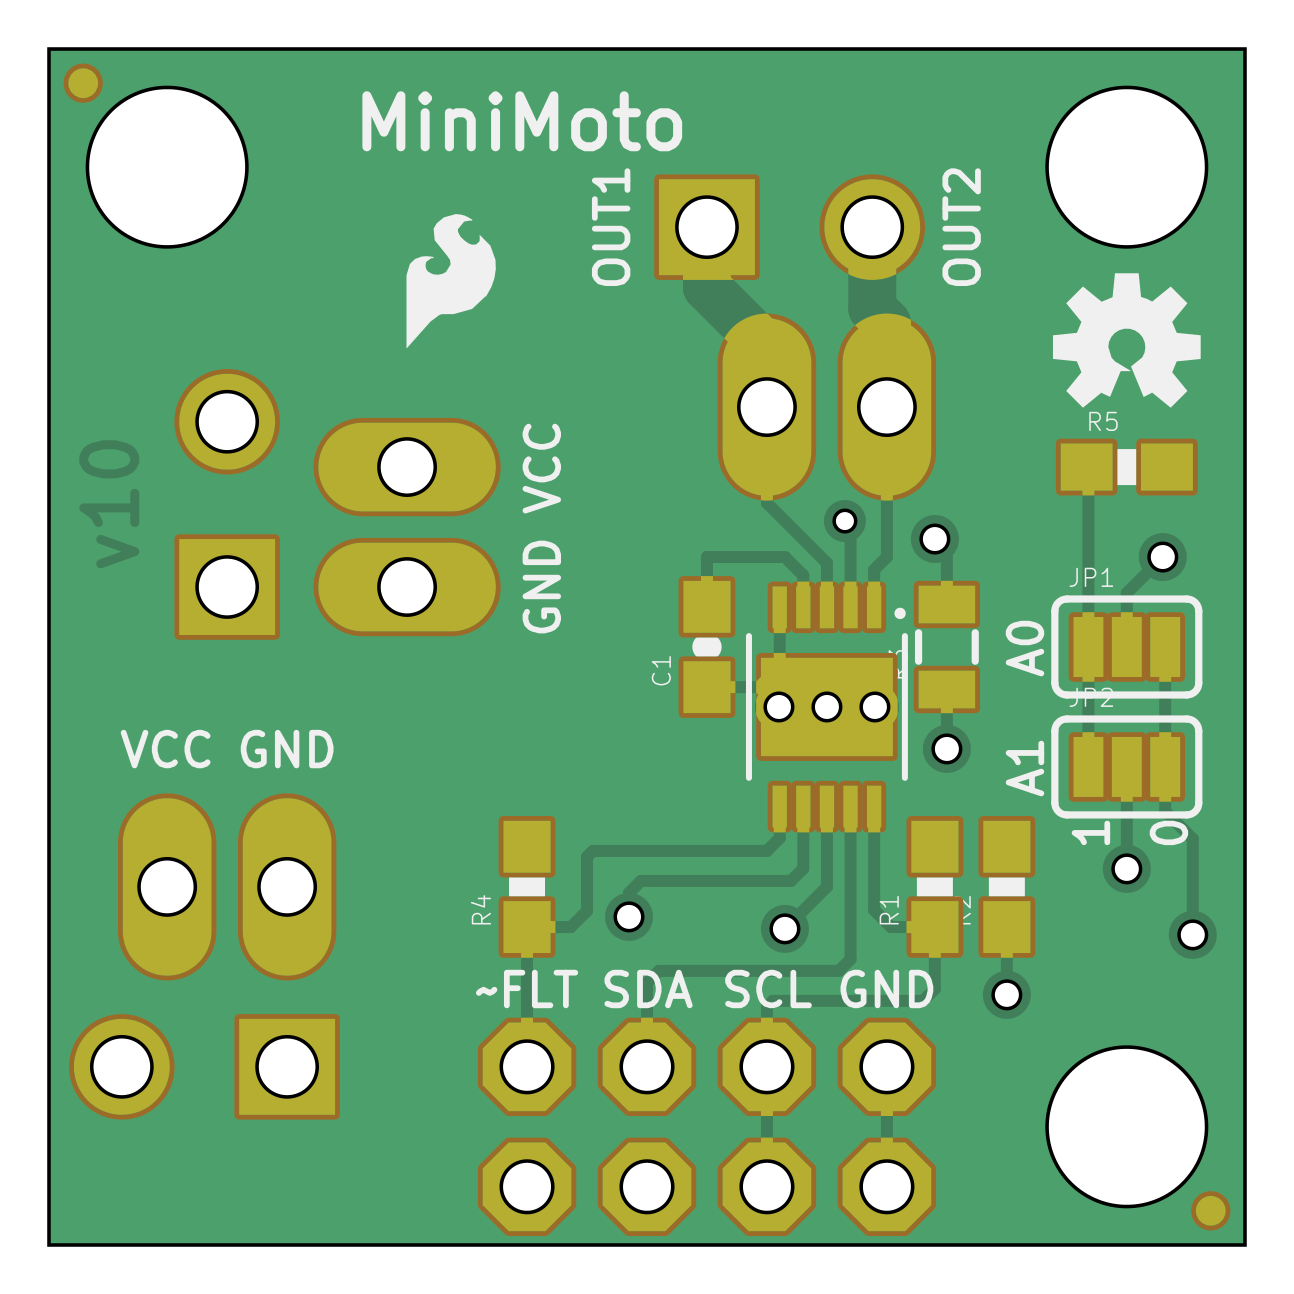 MiniMoto
OUT1
OUT2
R5
v10
VCC
GND
JP1
A0
C1
JP2
VCC GND
A1
1 0
R4
R1
R2
~FLT SDA SCL GND